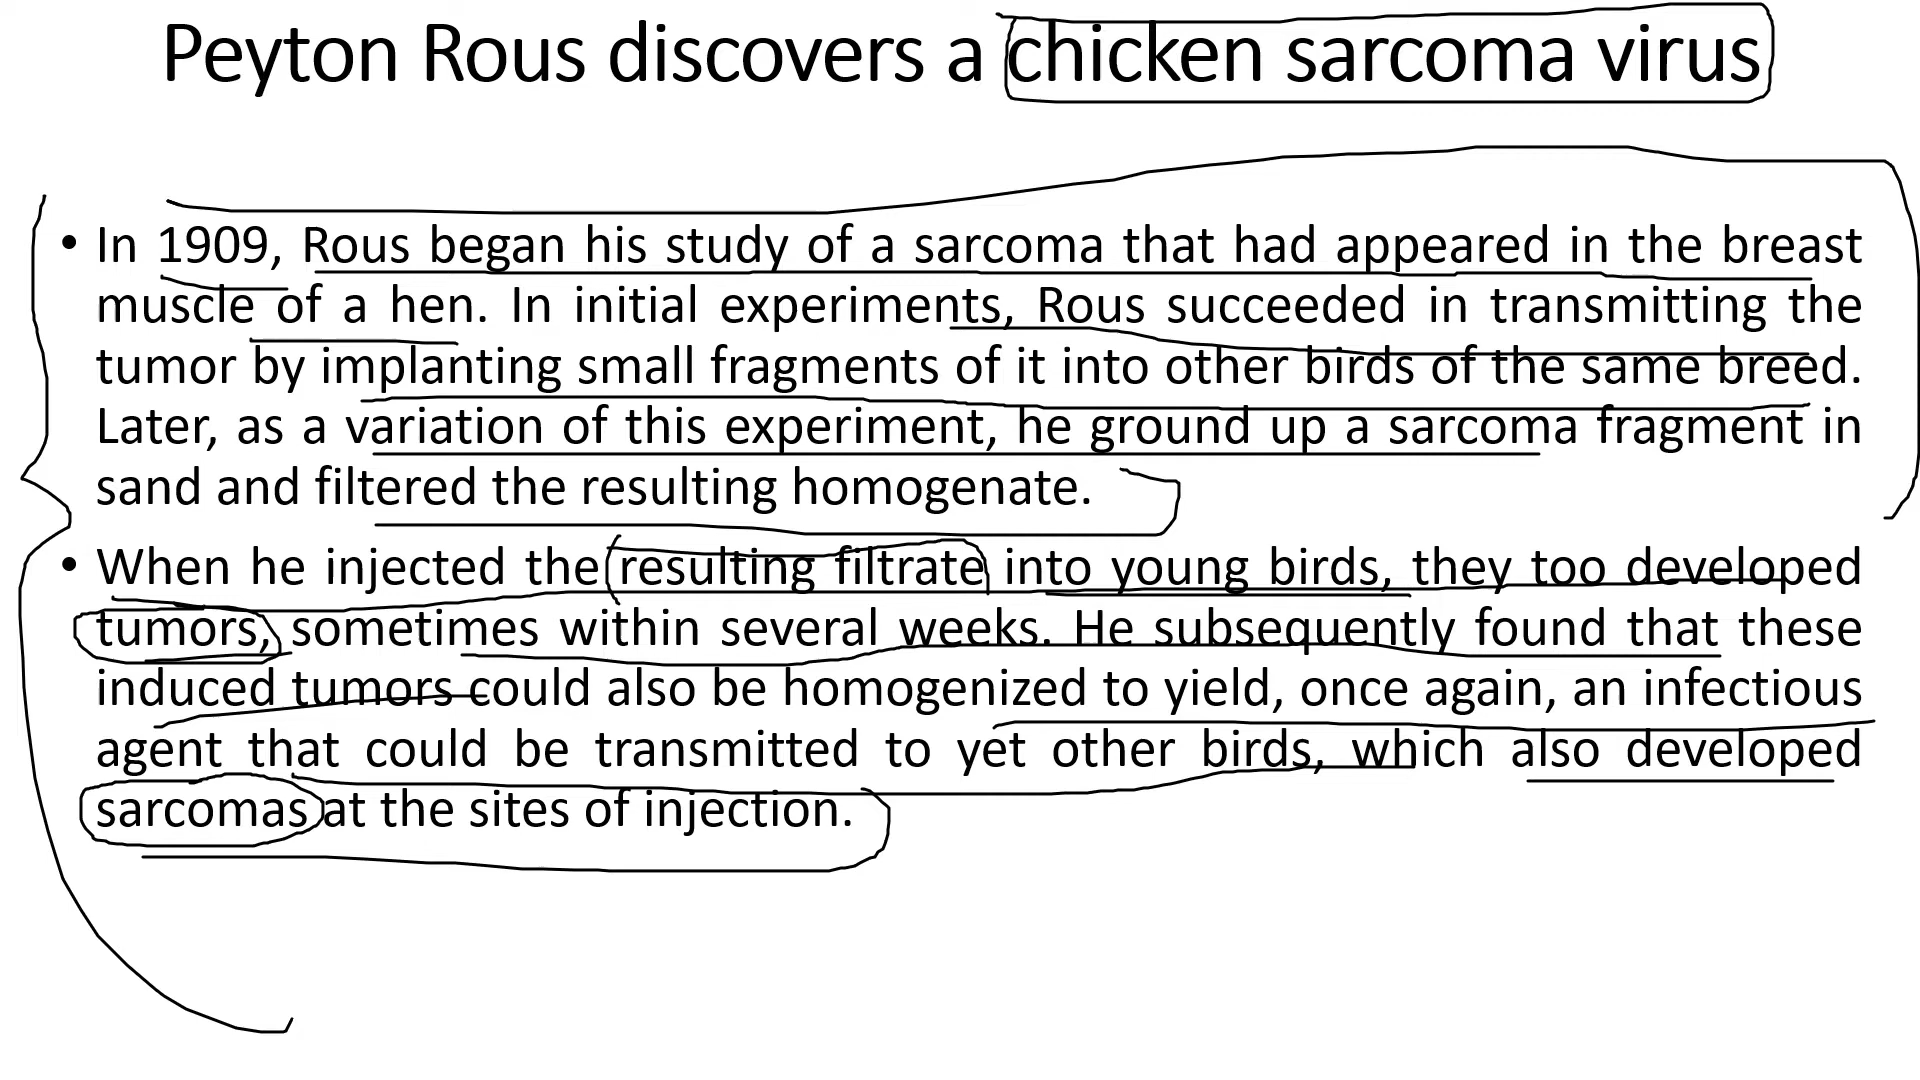 Peyton Rous discovers a chicken sarcoma virus
• In 1909, Rous began his study of a sarcoma that had appeared in the breast
muscle of a hen. In initial experiments, Rous succeeded in transmitting the
tumor by implanting small fragments of it into other birds of the same breed.
Later, as a variation of this experiment, he ground up a sarcoma fragment in
sand and filtered the resulting homogenate.
• When he injected the resulting filtrate into young birds, they too developed
tumors, sometimes within several weeks. He subsequently found that these
induced tumors could also be homogenized to yield, once again, an infectious
agent that could be transmitted to yet other birds, which also developed
sarcomas at the sites of injection.